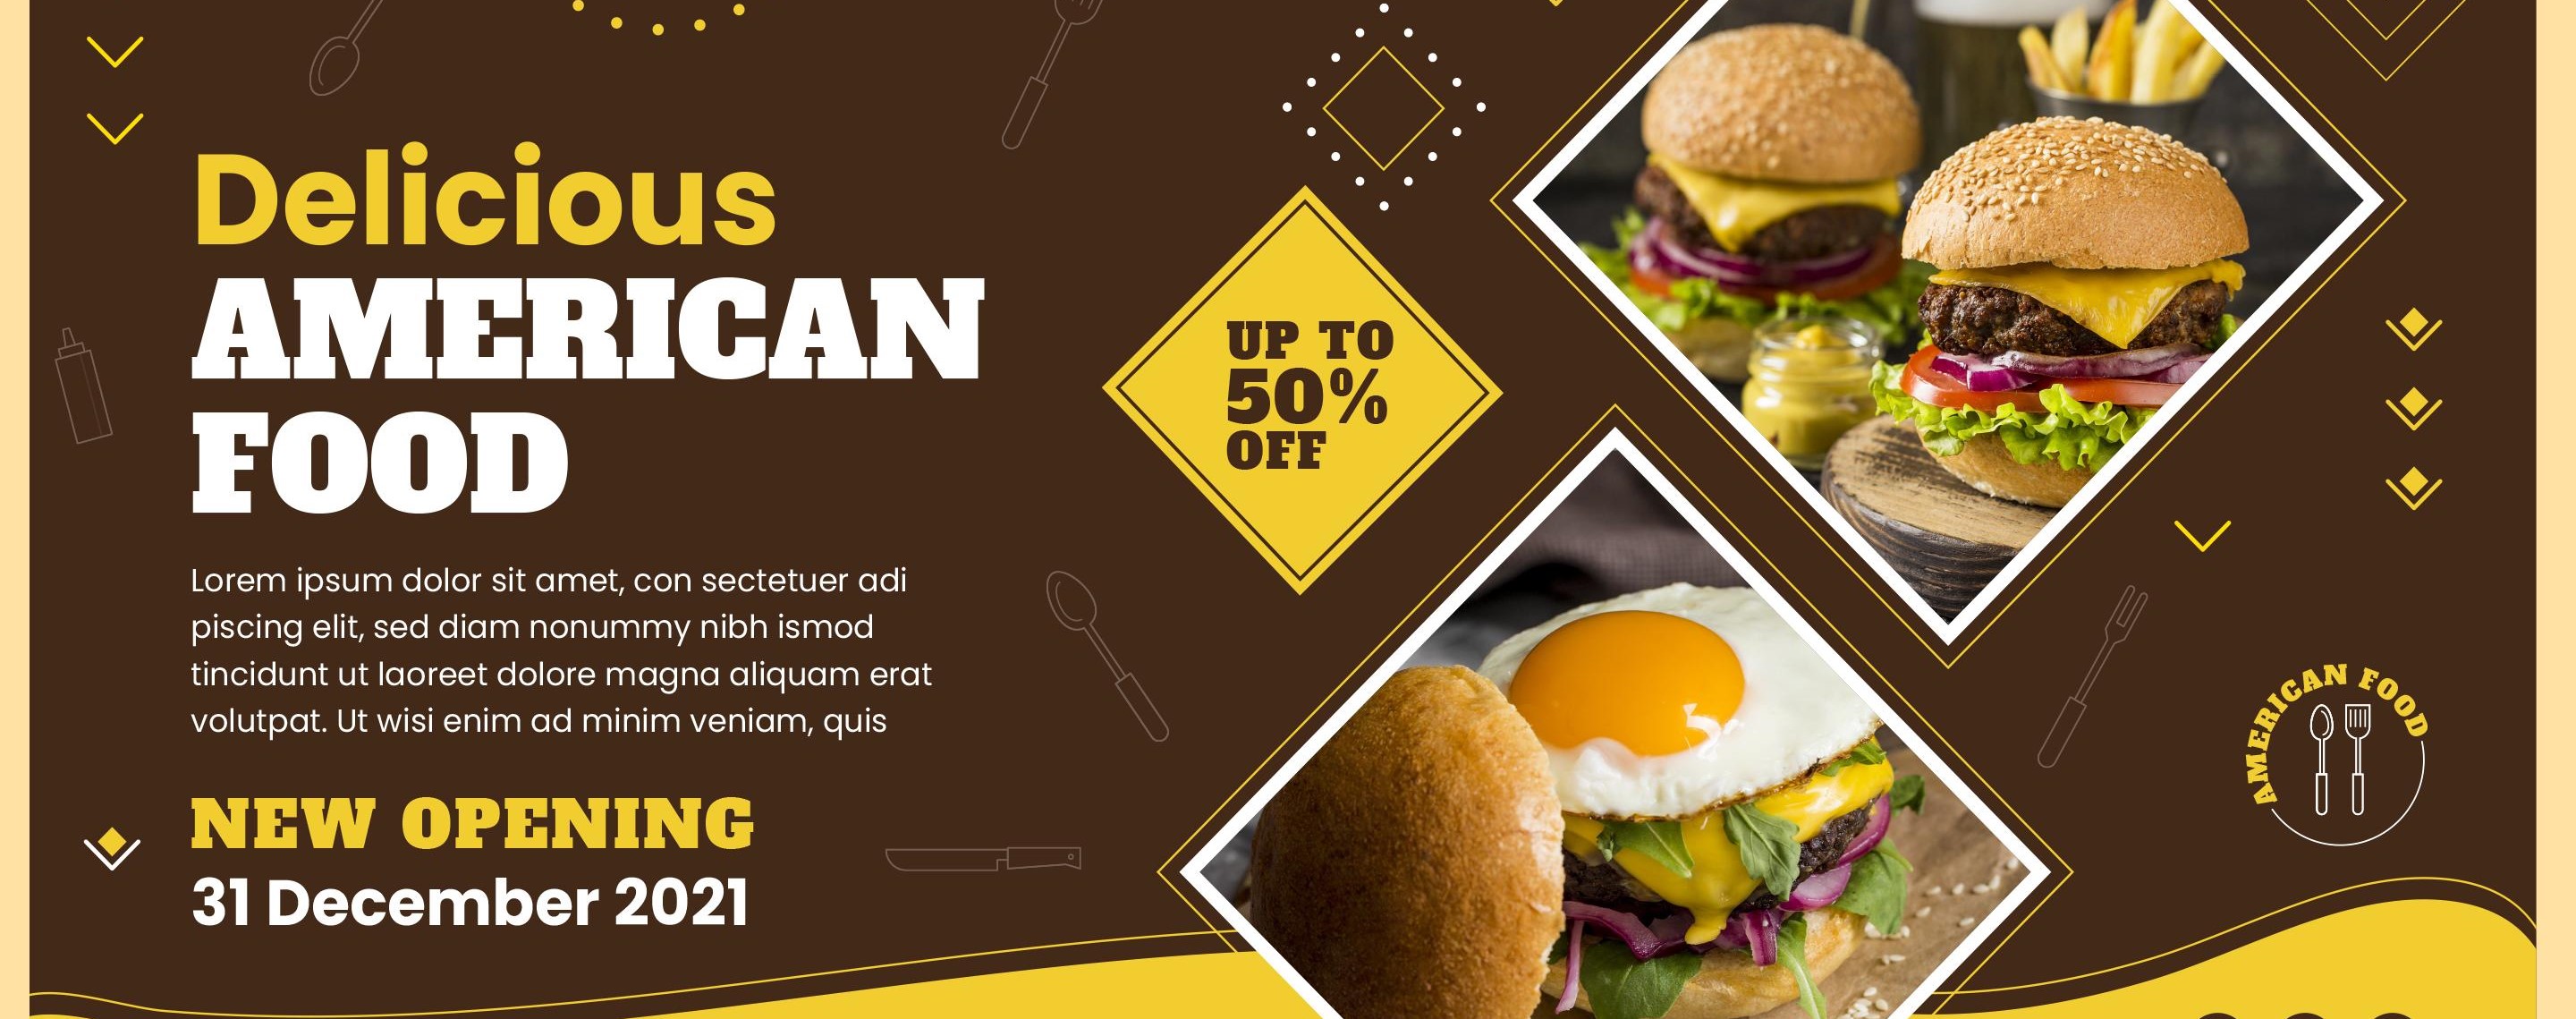 Delicious
AMERICAN
FOOD
Lorem ipsum dolor sit amet, con sectetuer adi
piscing elit, sed diam nonummy nibh ismod
tincidunt ut laoreet dolore magna aliquam erat
volutpat. Ut wisi enim ad minim veniam, quis
NEW OPENING
31 December 2021
UP TO
50%
OFF
AMERICAN FOOD